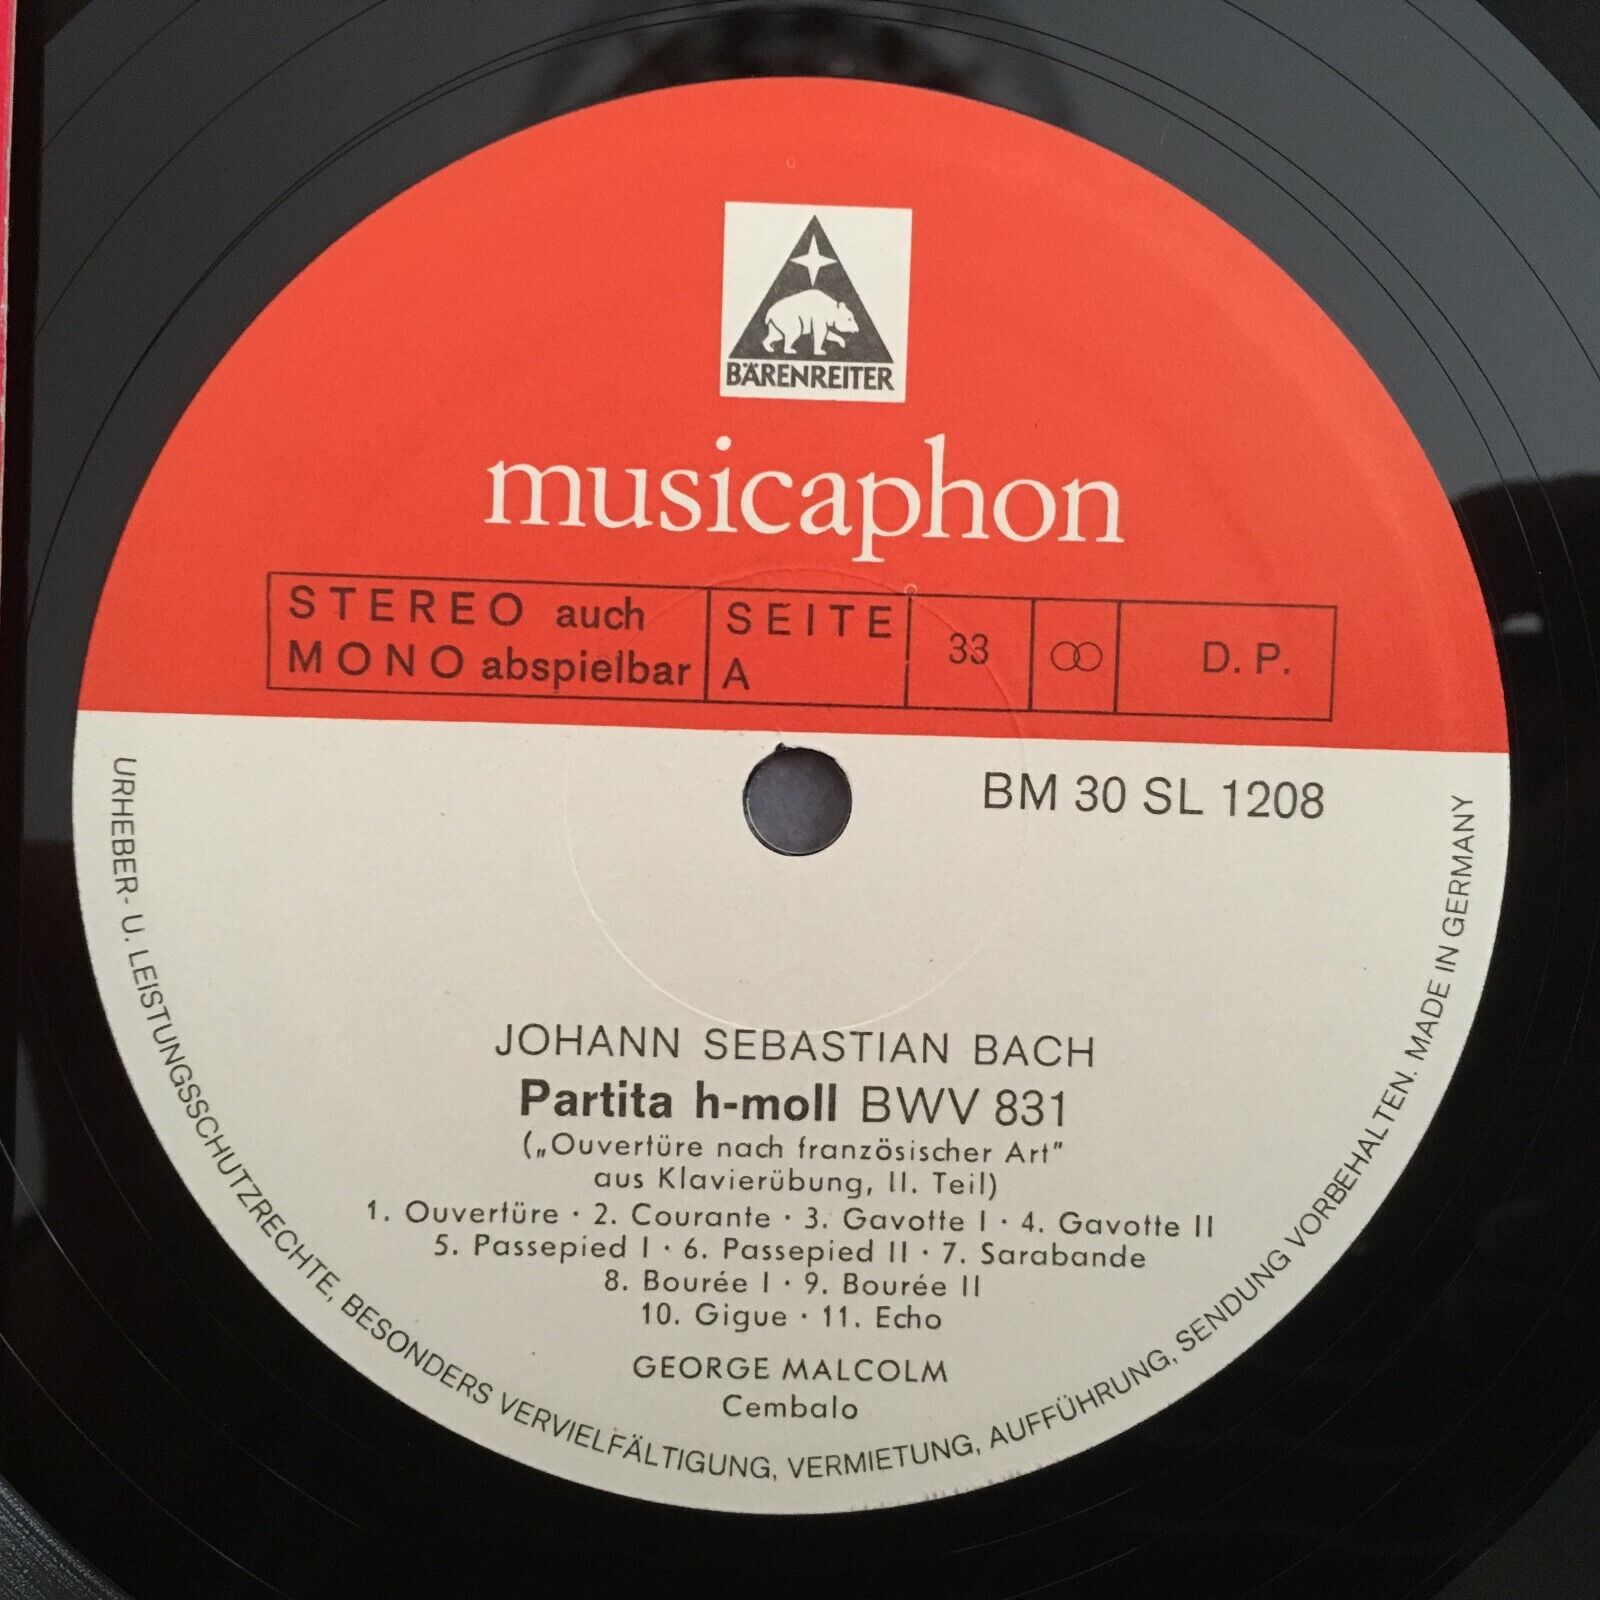 BÄRENREITER
musicaphon
STEREO auch
MONO abspielbar
SEITE
A
33
D. P.
BM 30 SL 1208
JOHANN SEBASTIAN BACH
Partita h-moll BWV 831
(„Ouvertüre nach französischer Art"
aus Klavierübung, II. Teil)
1. Ouvertüre · 2. Courante · 3. Gavotte I · 4. Gavotte II
5. Passepied I · 6. Passepied II · 7. Sarabande
8. Bourée I · 9. Bourée II
10. Gigue · 11. Echo
GEORGE MALCOLM
Cembalo
URHEBER- U. LEISTUNGSSCHUTZRECHTE, BESONDERS VERVIELFÄLTIGUNG, VERMIETUNG, AUFFÜHRUNG, SENDUNG VORBEHALTEN. MADE IN GERMANY